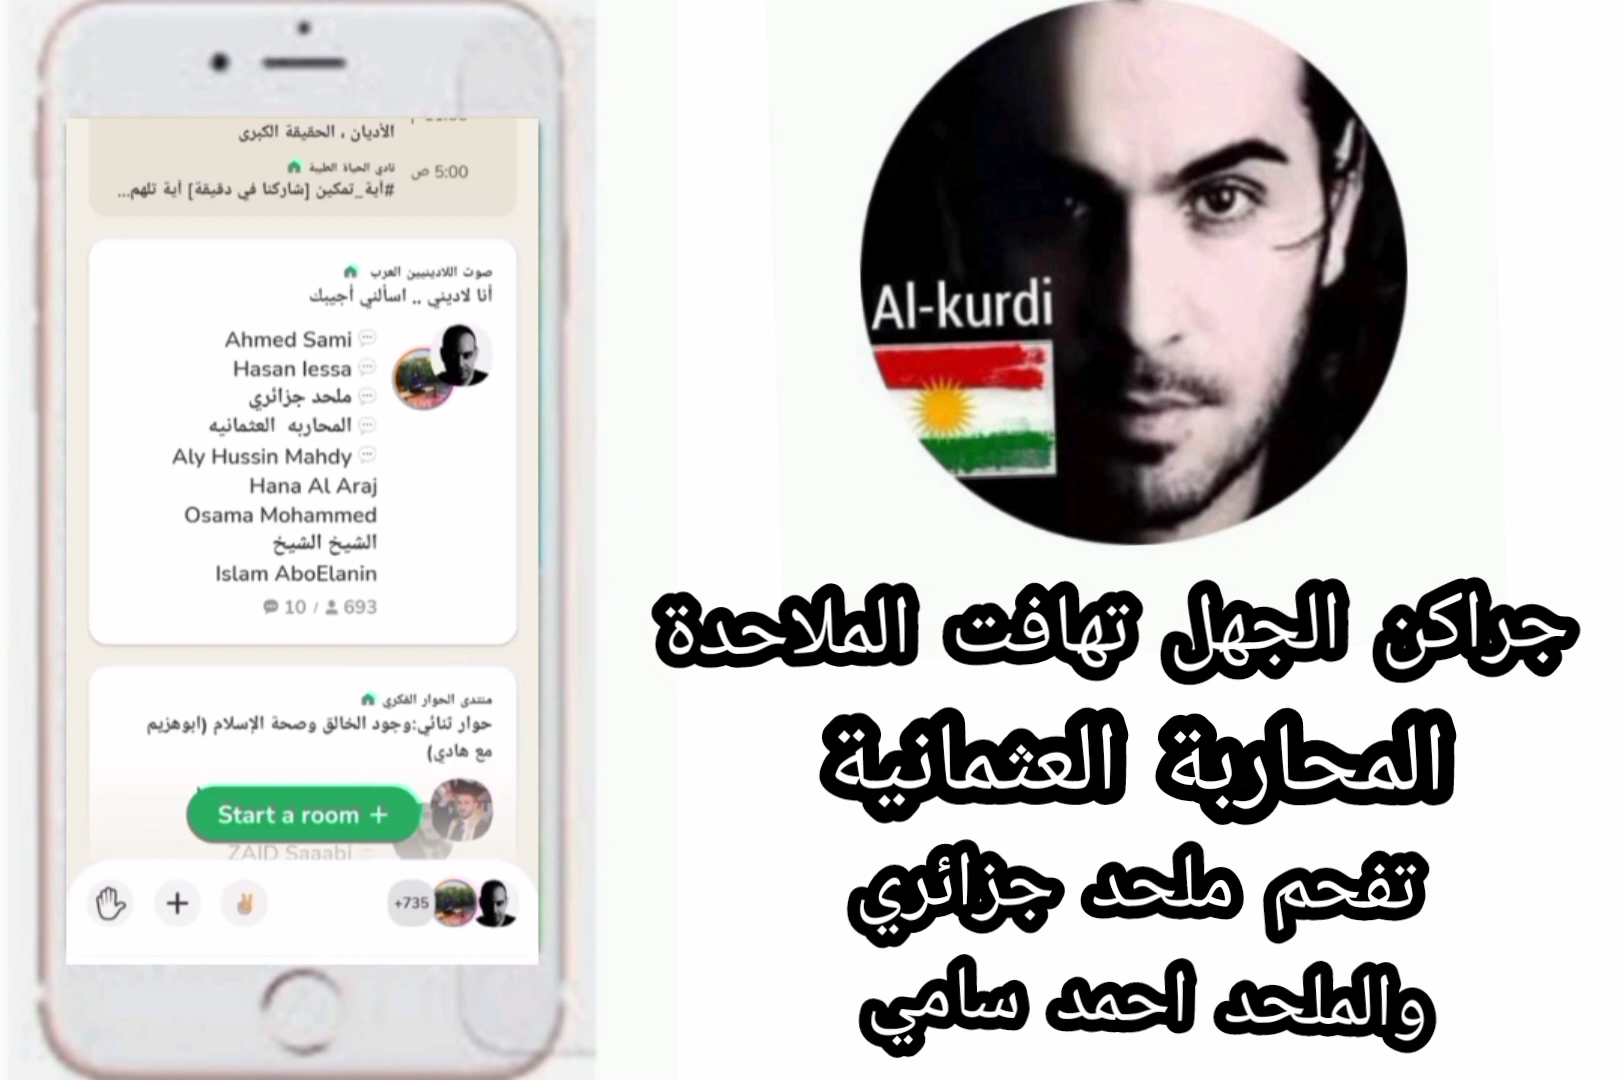 الأديان ، الحقيقة الكبرى
5:00 ص
نادي الحياة الطيبة
#آية_تمكين [شاركنا في دقيقة] آية تلهم...
صوت اللادينيين العرب
أنا لاديني .. اسألني أجيبك
Ahmed Sami
Hasan Iessa
ملحد جزائري
المحاربه العثمانيه
Aly Hussin Mahdy
Hana Al Araj
Osama Mohammed
الشيخ الشيخ
Islam AboElanin
10 / 693
منتدى الحوار الفكري
حوار ثنائي:وجود الخالق وصحة الإسلام (ابوهزيم
مع هادي)
Start a room +
ZAID Saaabi
+735
Al-kurdi
جراكن الجهل تهافت الملاحدة
المحاربة العثمانية
تفحم ملحد جزائري
والملحد احمد سامي